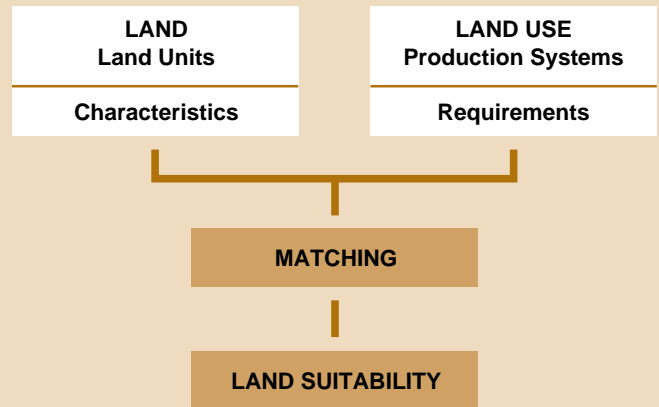 LAND
Land Units
Characteristics
LAND USE
Production Systems
Requirements
MATCHING
LAND SUITABILITY